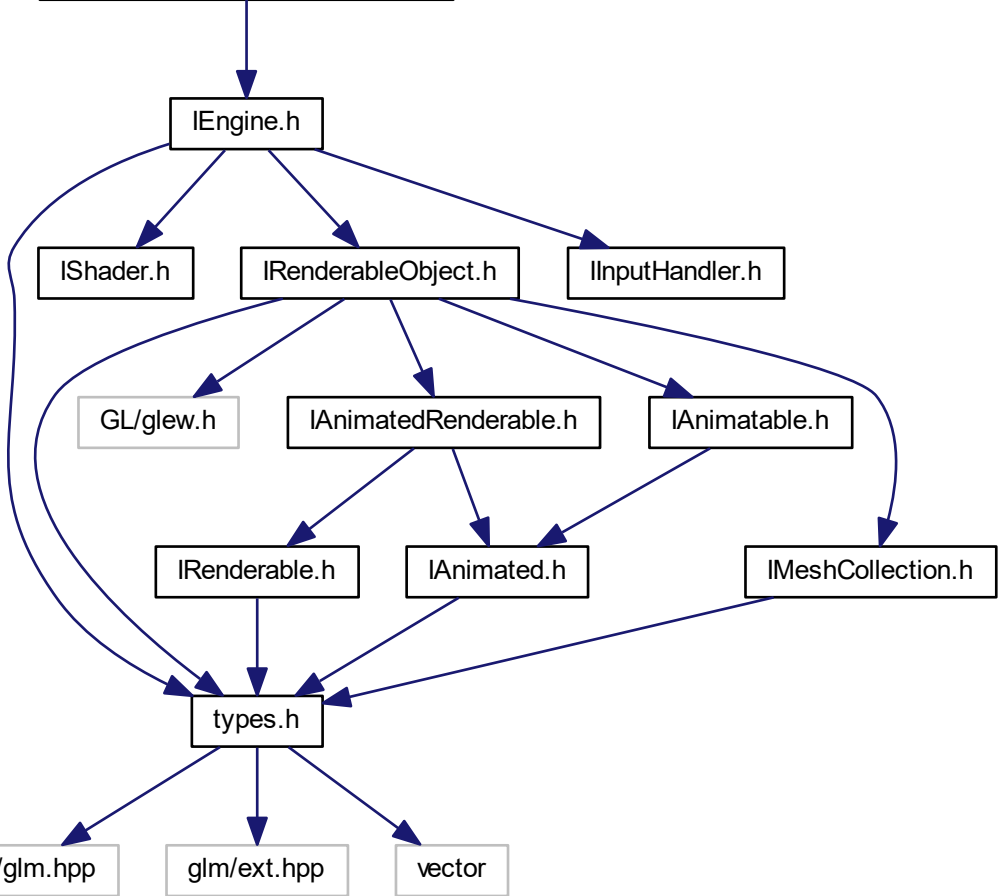 IEngine.h
IShader.h
IRenderableObject.h
IInputHandler.h
GL/glew.h
IAnimatedRenderable.h
IAnimatable.h
IRenderable.h
IAnimated.h
IMeshCollection.h
types.h
/glm.hpp
glm/ext.hpp
vector